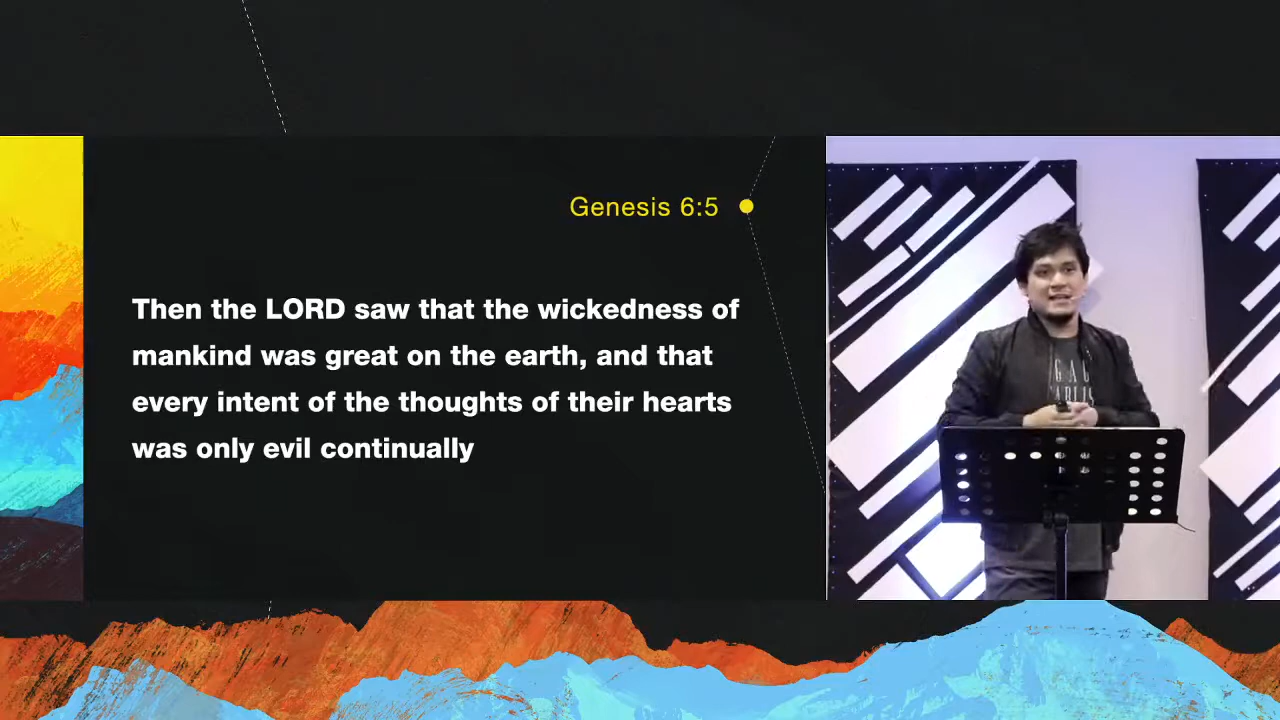 Genesis 6:5
Then the LORD saw that the wickedness of
mankind was great on the earth, and that
every intent of the thoughts of their hearts
was only evil continually